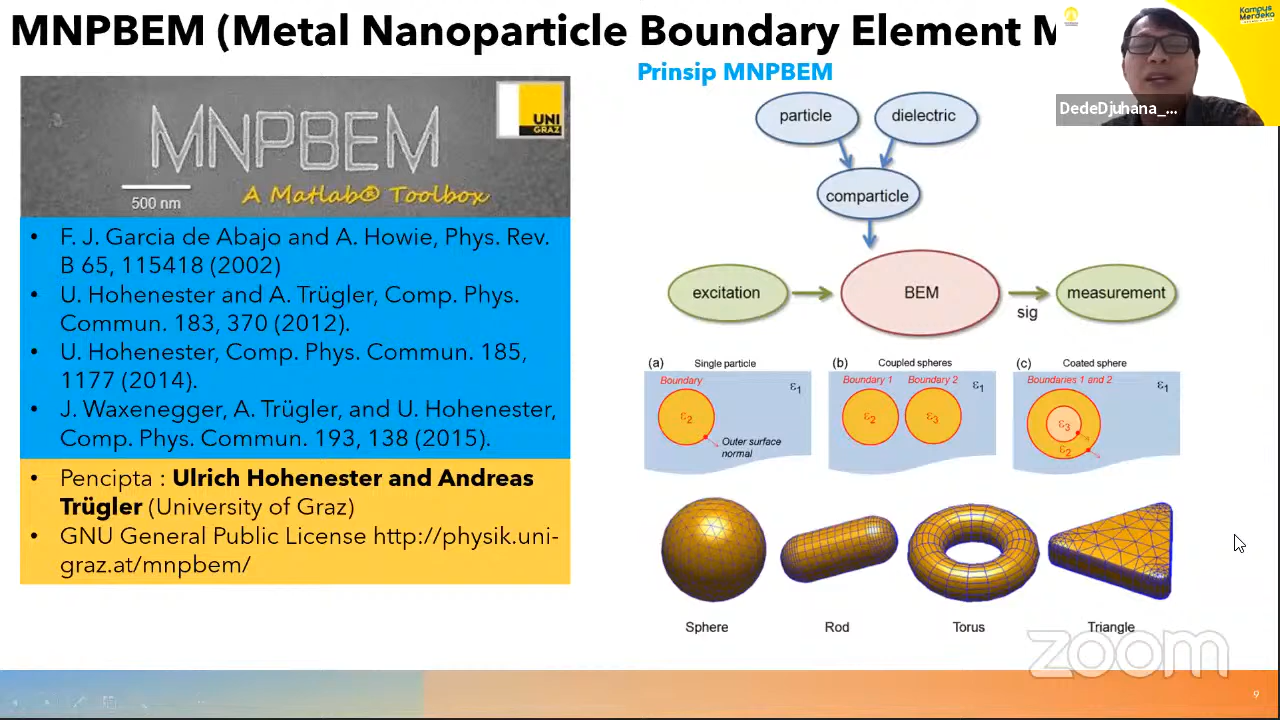 MNPBEM (Metal Nanoparticle Boundary Element M
Kampus
Merdeka
DedeDjuhana_...
MNPBEM
UNI
GRAZ
500 nm
A Matlab® Toolbox
• F. J. Garcia de Abajo and A. Howie, Phys. Rev.
B 65, 115418 (2002)
• U. Hohenester and A. Trügler, Comp. Phys.
Commun. 183, 370 (2012).
• U. Hohenester, Comp. Phys. Commun. 185,
1177 (2014).
• J. Waxenegger, A. Trügler, and U. Hohenester,
Comp. Phys. Commun. 193, 138 (2015).
• Pencipta : Ulrich Hohenester and Andreas
Trügler (University of Graz)
• GNU General Public License http://physik.uni-
graz.at/mnpbem/
Prinsip MNPBEM
particle
dielectric
comparticle
excitation
BEM
sig
measurement
(a) Single particle
Boundary
ε1
ε2
Outer surface
normal
(b) Coupled spheres
Boundary 1 Boundary 2
ε1
ε2
ε3
(c) Coated sphere
Boundaries 1 and 2
ε1
ε3
ε2
Sphere
Rod
Torus
Triangle
zoom
9